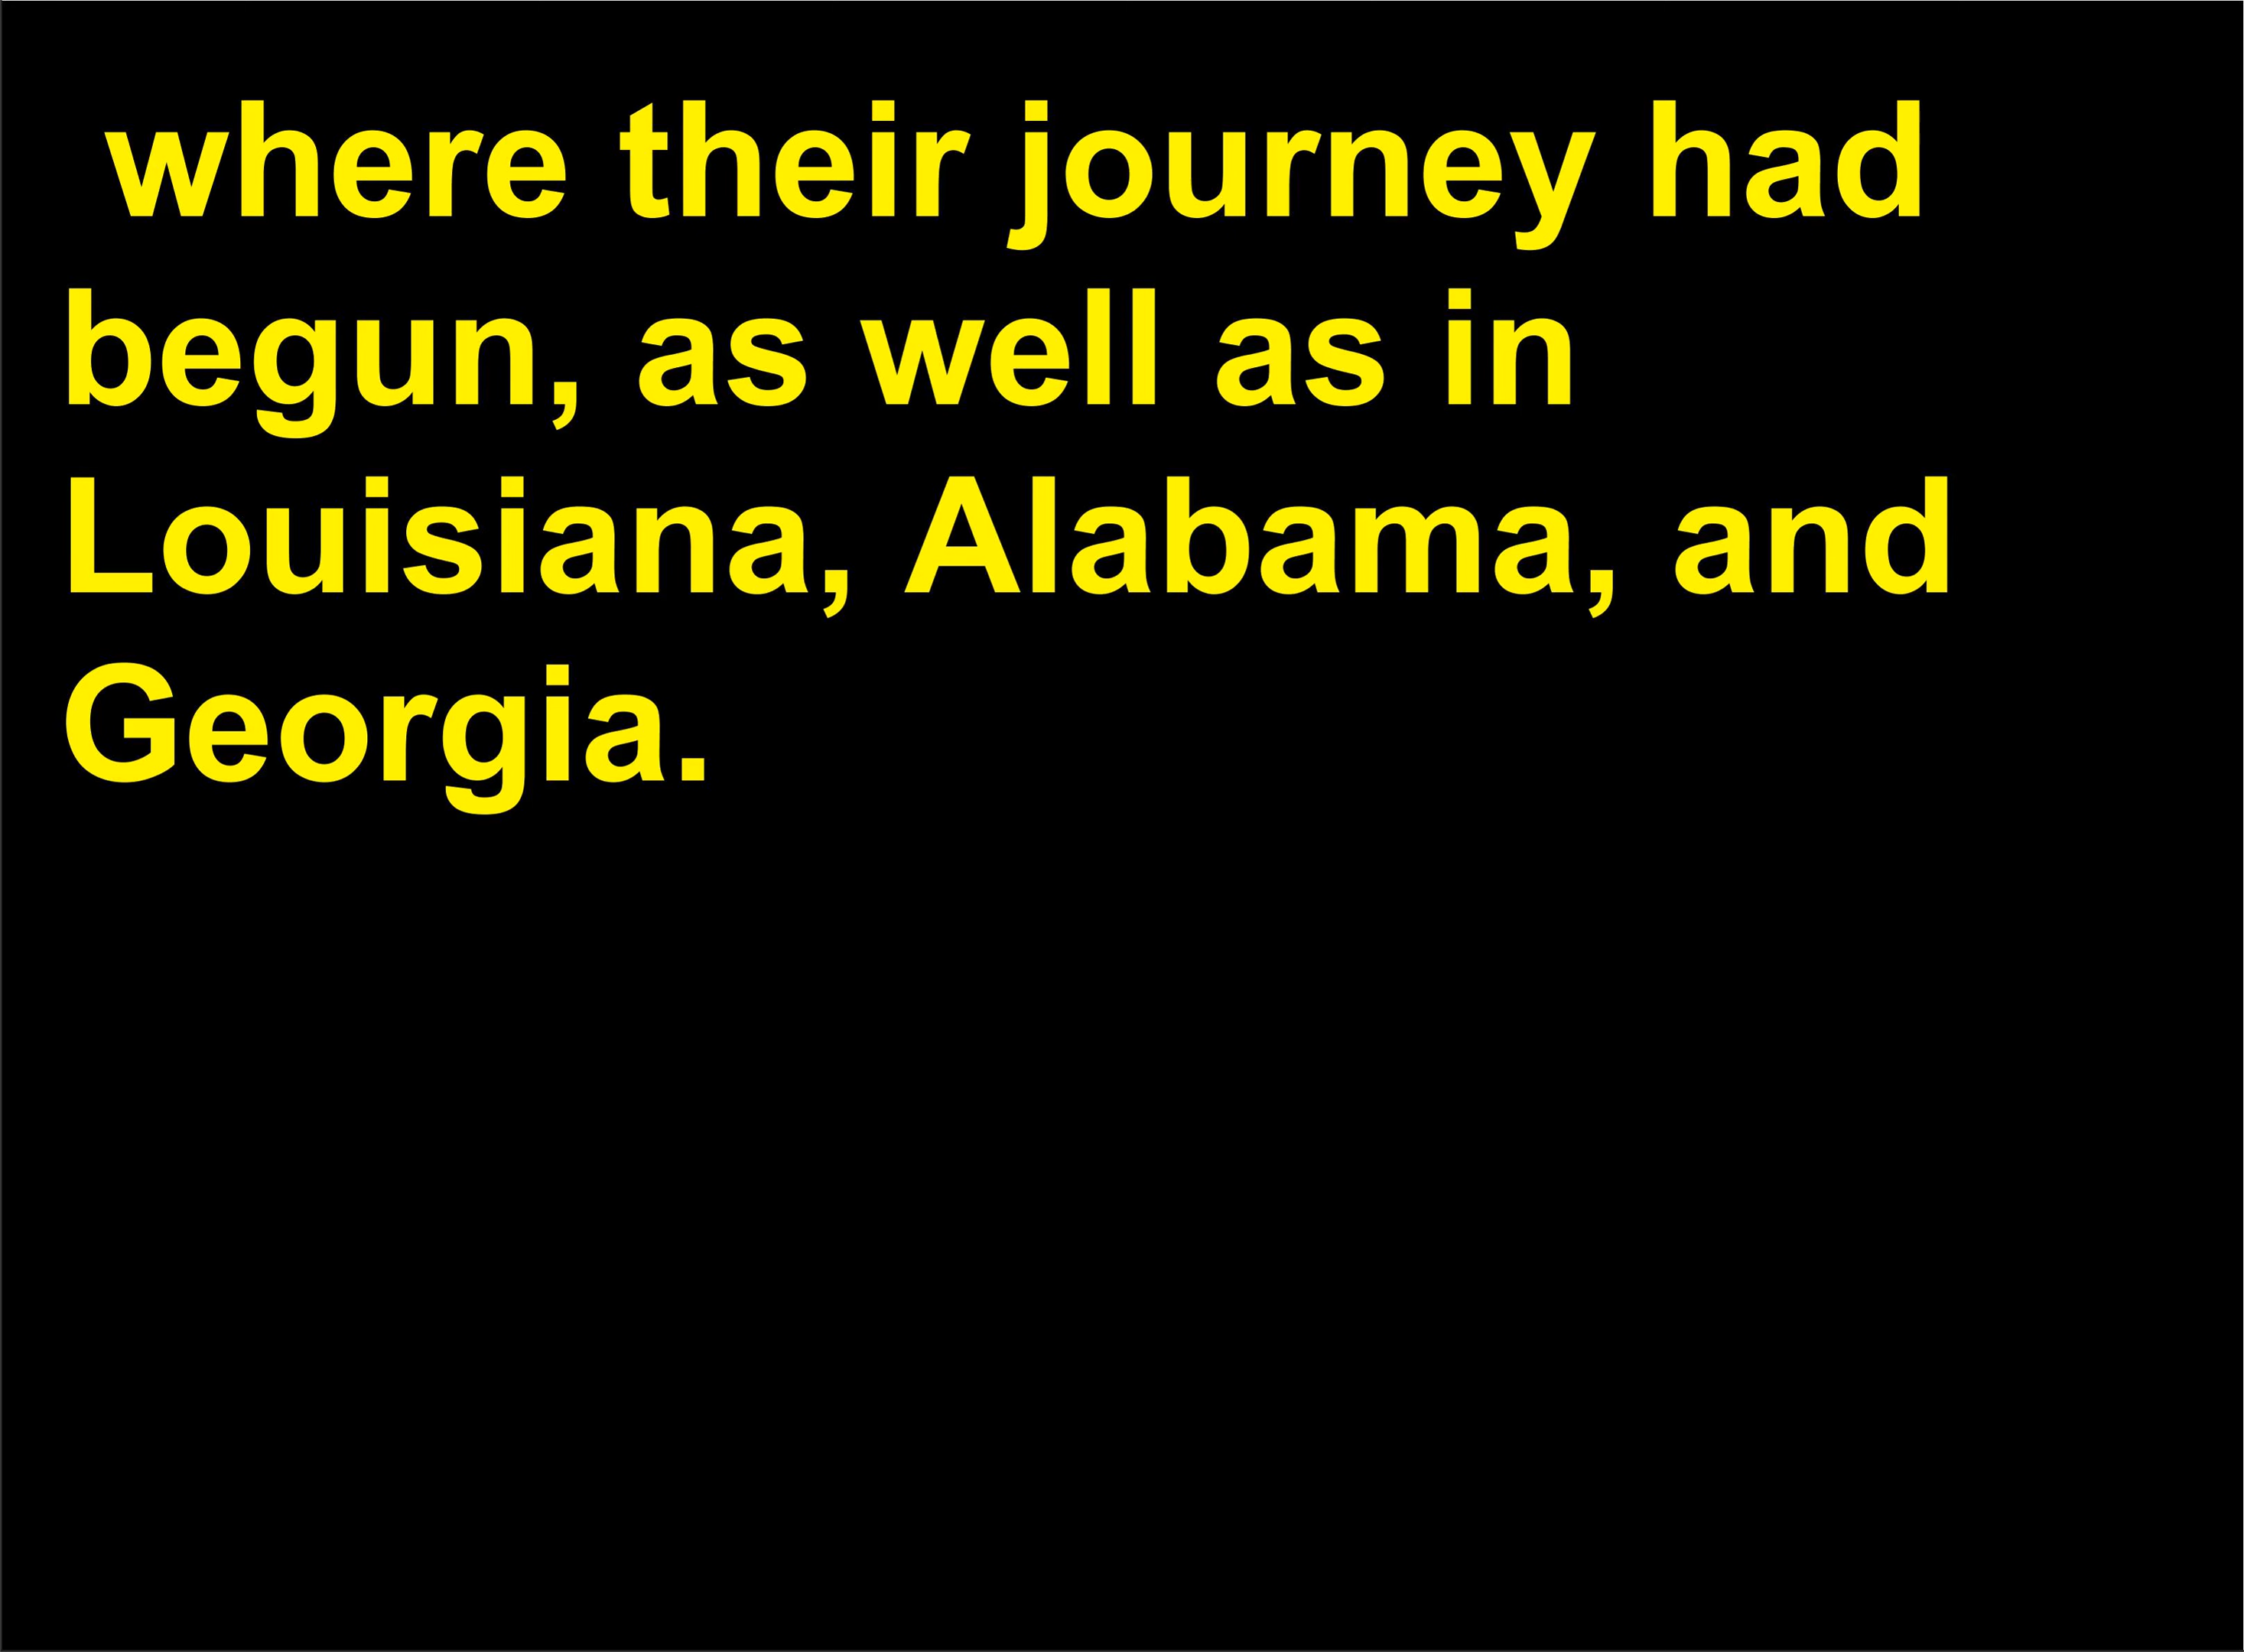 where their journey had
begun, as well as in
Louisiana, Alabama, and
Georgia.